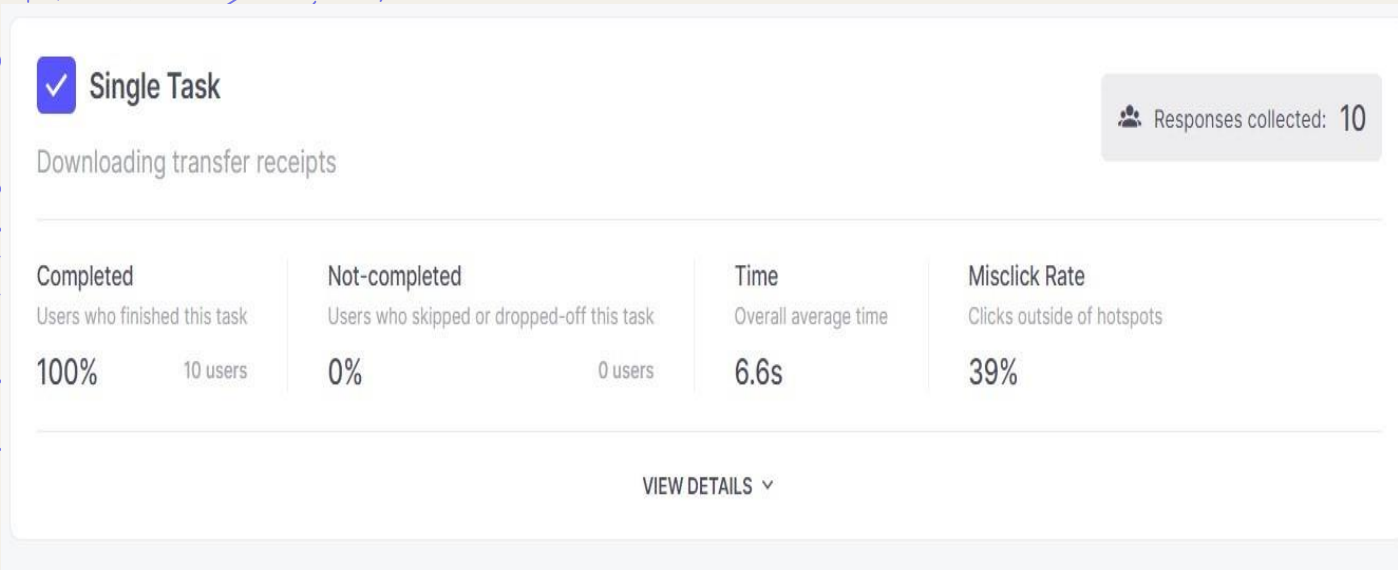 Single Task
Responses collected: 10
Downloading transfer receipts
Completed
Users who finished this task
100% 10 users
Not-completed
Users who skipped or dropped-off this task
0% 0 users
Time
Overall average time
6.6s
Misclick Rate
Clicks outside of hotspots
39%
VIEW DETAILS